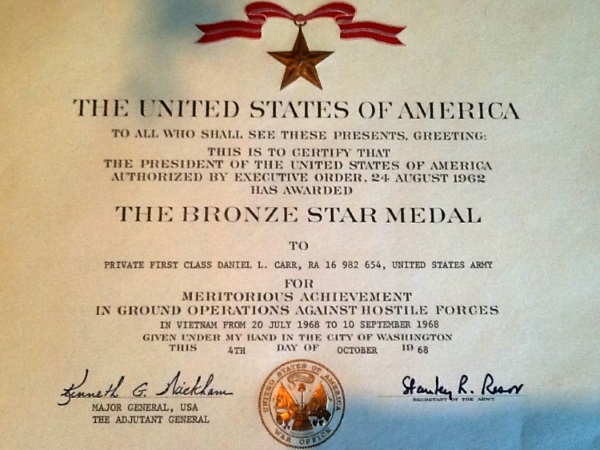 THE UNITED STATES OF AMERICA
TO ALL WHO SHALL SEE THESE PRESENTS, GREETING:
THIS IS TO CERTIFY THAT
THE PRESIDENT OF THE UNITED STATES OF AMERICA
AUTHORIZED BY EXECUTIVE ORDER, 24 AUGUST 1962
HAS AWARDED
THE BRONZE STAR MEDAL
TO
PRIVATE FIRST CLASS DANIEL L. CARR, RA 16 982 654, UNITED STATES ARMY
FOR
MERITORIOUS ACHIEVEMENT
IN GROUND OPERATIONS AGAINST HOSTILE FORCES
IN VIETNAM FROM 20 JULY 1968 TO 10 SEPTEMBER 1968
GIVEN UNDER MY HAND IN THE CITY OF WASHINGTON
THIS 4TH DAY OF OCTOBER 19 68
Kenneth G. Wickham
MAJOR GENERAL, USA
THE ADJUTANT GENERAL
UNITED STATES OF AMERICA
WAR OFFICE
Stanley R. Resor
SECRETARY OF THE ARMY